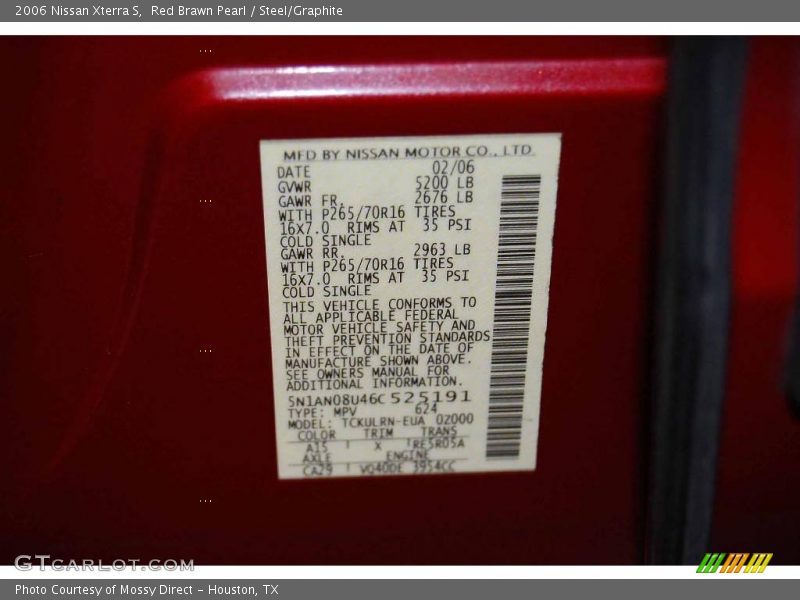 2006 Nissan Xterra S,  Red Brawn Pearl / Steel/Graphite
MFD BY NISSAN MOTOR CO., LTD.
DATE 02/06
GVWR 5200 LB
GAWR FR. 2676 LB
WITH P265/70R16 TIRES
16X7.0 RIMS AT 35 PSI
COLD SINGLE
GAWR RR. 2963 LB
WITH P265/70R16 TIRES
16X7.0 RIMS AT 35 PSI
COLD SINGLE
THIS VEHICLE CONFORMS TO
ALL APPLICABLE FEDERAL
MOTOR VEHICLE SAFETY AND
THEFT PREVENTION STANDARDS
IN EFFECT ON THE DATE OF
MANUFACTURE SHOWN ABOVE.
SEE OWNERS MANUAL FOR
ADDITIONAL INFORMATION.
5N1AN08U46C525191
TYPE: MPV 624
MODEL: TCKULRN-EUA 0Z000
COLOR TRIM TRANS
A15 X RE5R05A
AXLE ENGINE
CA29 VQ40DE 3954CC
GTCARLOT.COM
Photo Courtesy of Mossy Direct - Houston, TX